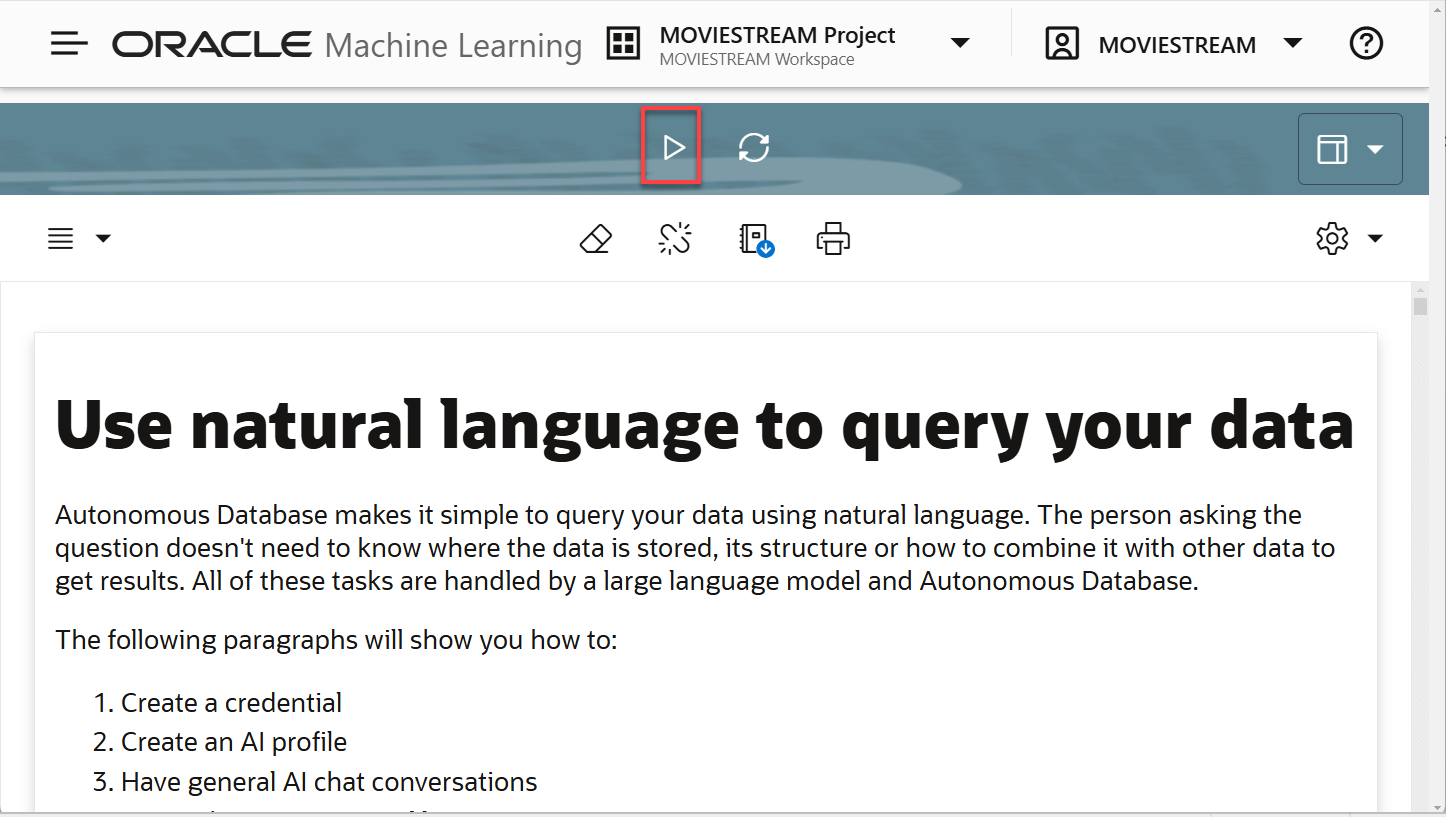 ORACLE Machine Learning
MOVIESTREAM Project
MOVIESTREAM Workspace
MOVIESTREAM
Use natural language to query your data
Autonomous Database makes it simple to query your data using natural language. The person asking the
question doesn't need to know where the data is stored, its structure or how to combine it with other data to
get results. All of these tasks are handled by a large language model and Autonomous Database.
The following paragraphs will show you how to:
1. Create a credential
2. Create an AI profile
3. Have general AI chat conversations